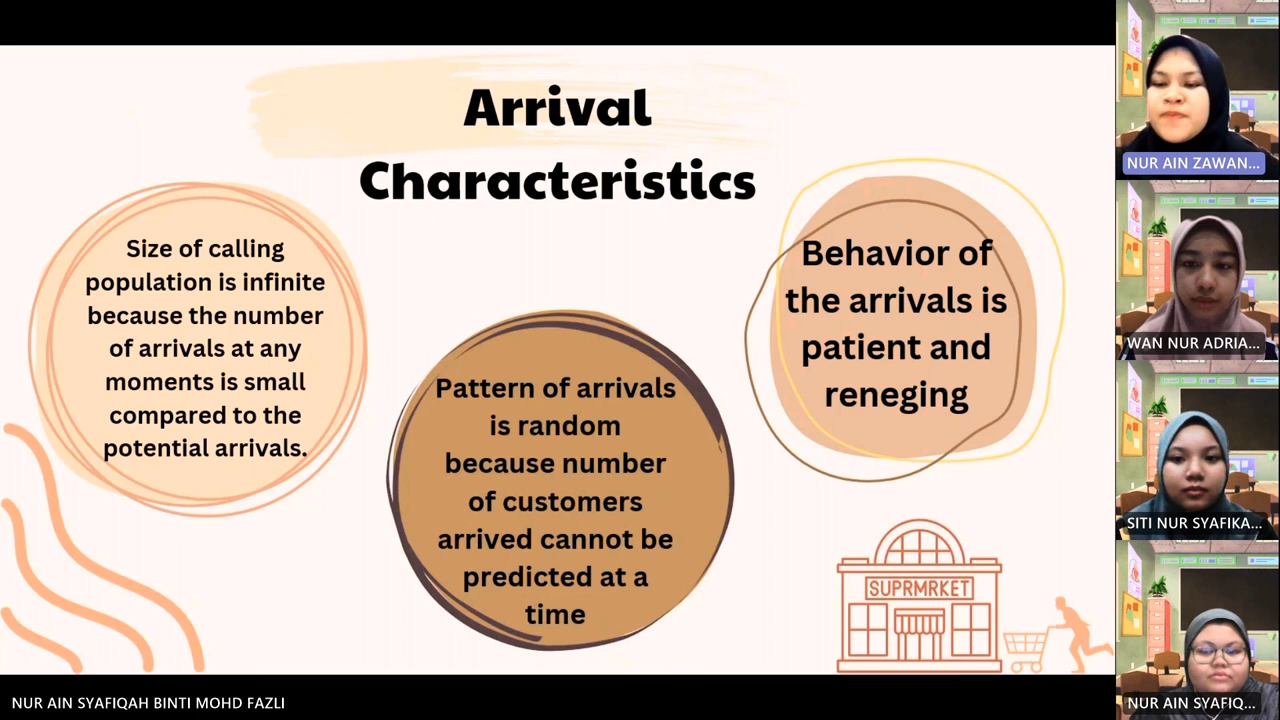 Arrival
Characteristics
Size of calling
population is infinite
because the number
of arrivals at any
moments is small
compared to the
potential arrivals.
Pattern of arrivals
is random
because number
of customers
arrived cannot be
predicted at a
time
Behavior of
the arrivals is
patient and
reneging
SUPRMRKET
NUR AIN ZAWAN...
WAN NUR ADRIA...
SITI NUR SYAFIKA...
NUR AIN SYAFIQ...
NUR AIN SYAFIQAH BINTI MOHD FAZLI